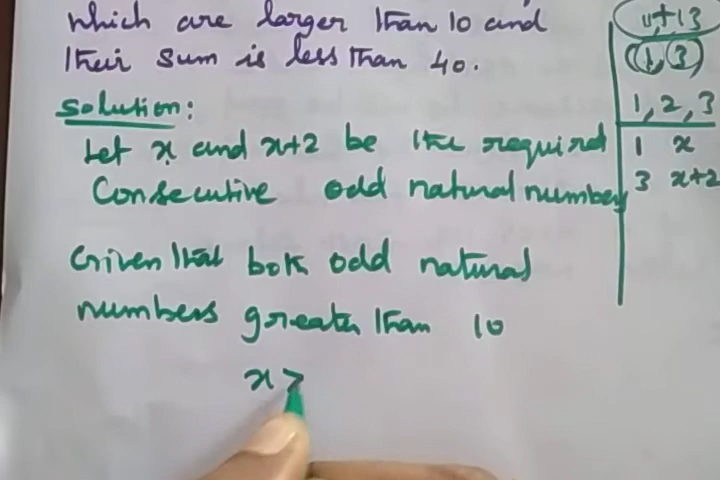 which are larger than 10 and
their sum is less than 40.
Solution:
Let x and x+2 be the required
Consecutive odd natural numbers
Given that both odd natural
numbers greater than 10
x >
11+13
(1, 3)
1, 2, 3
1 x
3 x+2